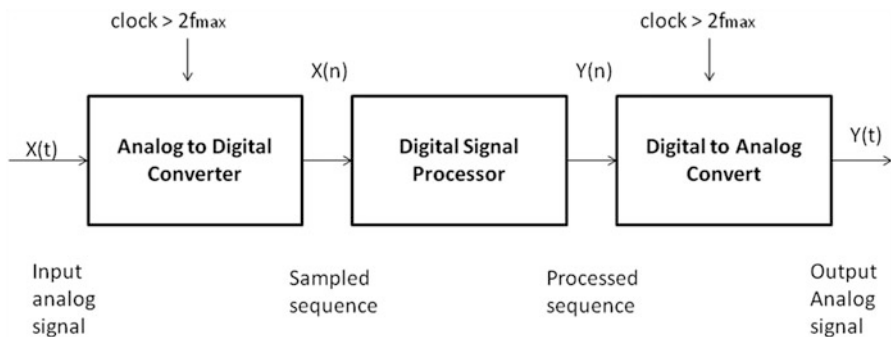 clock > 2fmax
clock > 2fmax
X(n)
Y(n)
X(t)
Analog to Digital
Converter
Digital Signal
Processor
Digital to Analog
Convert
Y(t)
Input
analog
signal
Sampled
sequence
Processed
sequence
Output
Analog
signal